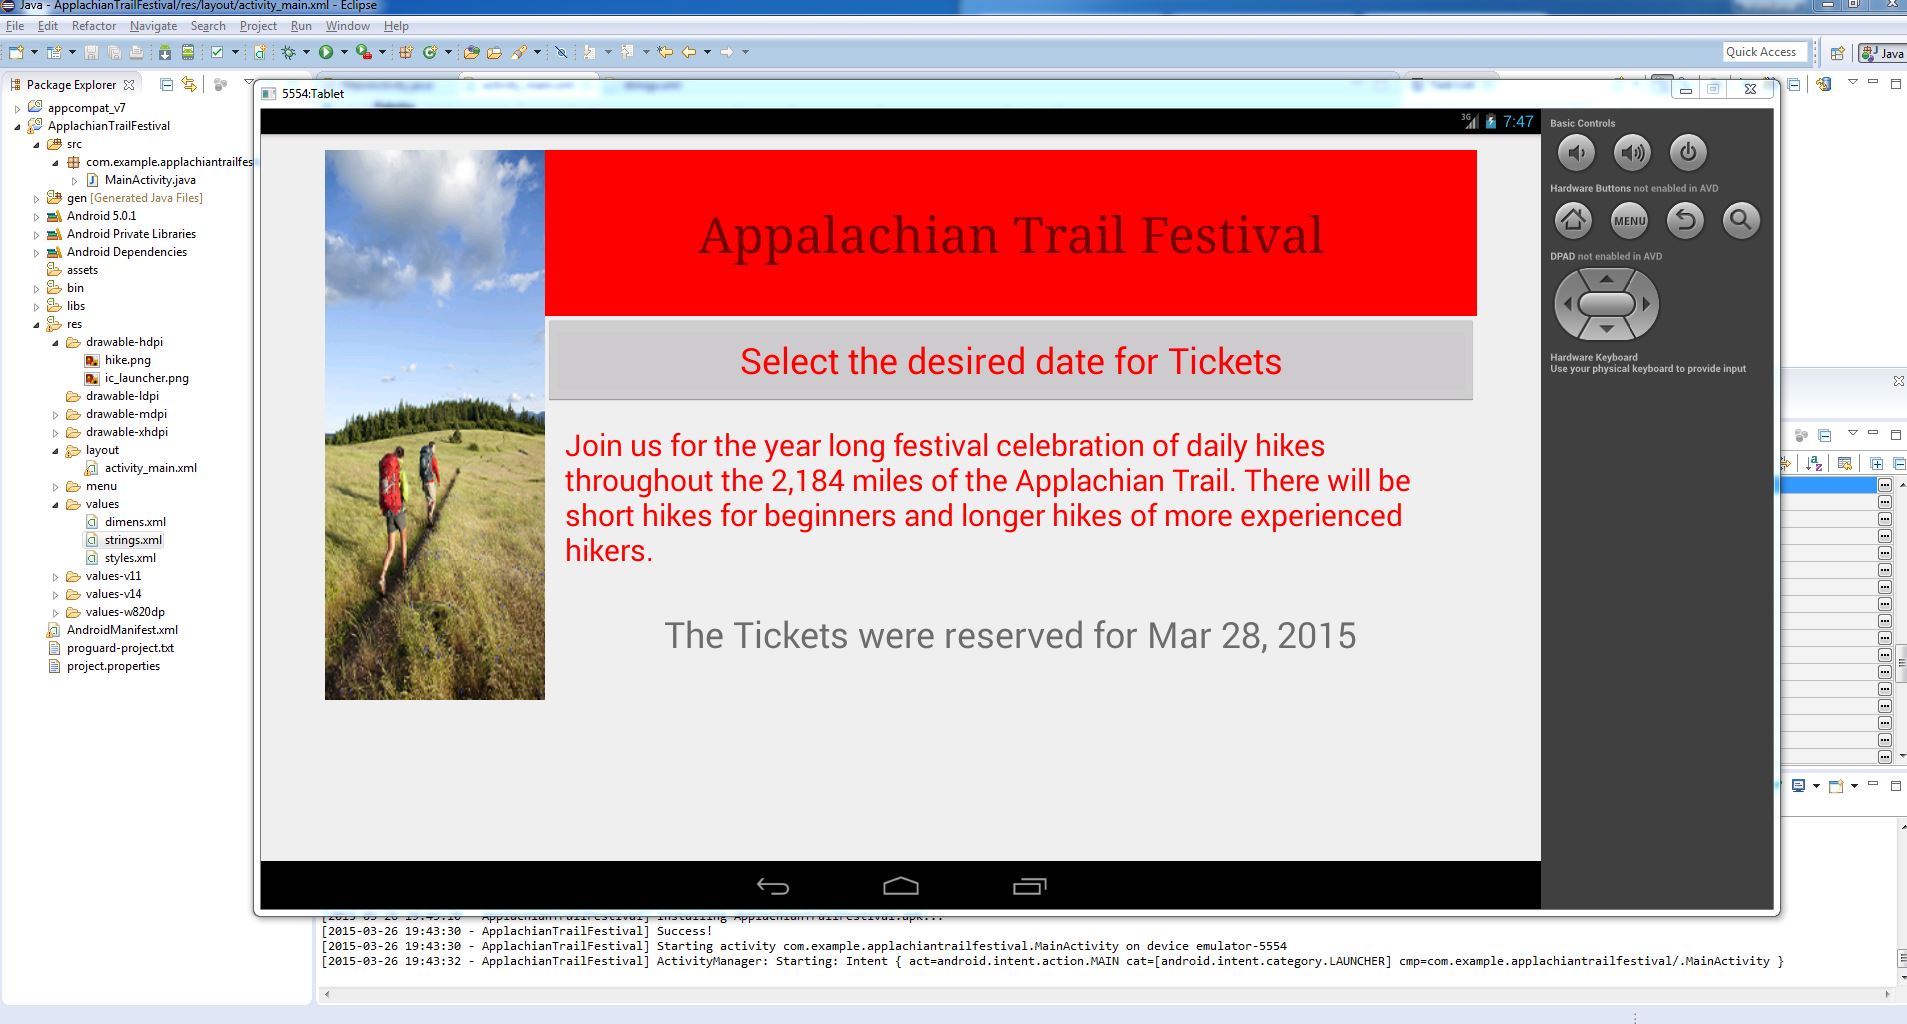 Java - ApplachianTrailFestival/res/layout/activity_main.xml - Eclipse
File Edit Refactor Navigate Search Project Run Window Help
Quick Access
Java
Package Explorer
appcompat_v7
ApplachianTrailFestival
src
com.example.applachiantrailfes
MainActivity.java
gen [Generated Java Files]
Android 5.0.1
Android Private Libraries
Android Dependencies
assets
bin
libs
res
drawable-hdpi
hike.png
ic_launcher.png
drawable-ldpi
drawable-mdpi
drawable-xhdpi
layout
activity_main.xml
menu
values
dimens.xml
strings.xml
styles.xml
values-v11
values-v14
values-w820dp
AndroidManifest.xml
proguard-project.txt
project.properties
5554:Tablet
3G 7:47
Appalachian Trail Festival
Select the desired date for Tickets
Join us for the year long festival celebration of daily hikes
throughout the 2,184 miles of the Applachian Trail. There will be
short hikes for beginners and longer hikes of more experienced
hikers.
The Tickets were reserved for Mar 28, 2015
Basic Controls
Hardware Buttons not enabled in AVD
MENU
DPAD not enabled in AVD
Hardware Keyboard
Use your physical keyboard to provide input
[2015-03-26 19:43:30 - ApplachianTrailFestival] Success!
[2015-03-26 19:43:30 - ApplachianTrailFestival] Starting activity com.example.applachiantrailfestival.MainActivity on device emulator-5554
[2015-03-26 19:43:32 - ApplachianTrailFestival] ActivityManager: Starting: Intent { act=android.intent.action.MAIN cat=[android.intent.category.LAUNCHER] cmp=com.example.applachiantrailfestival/.MainActivity }